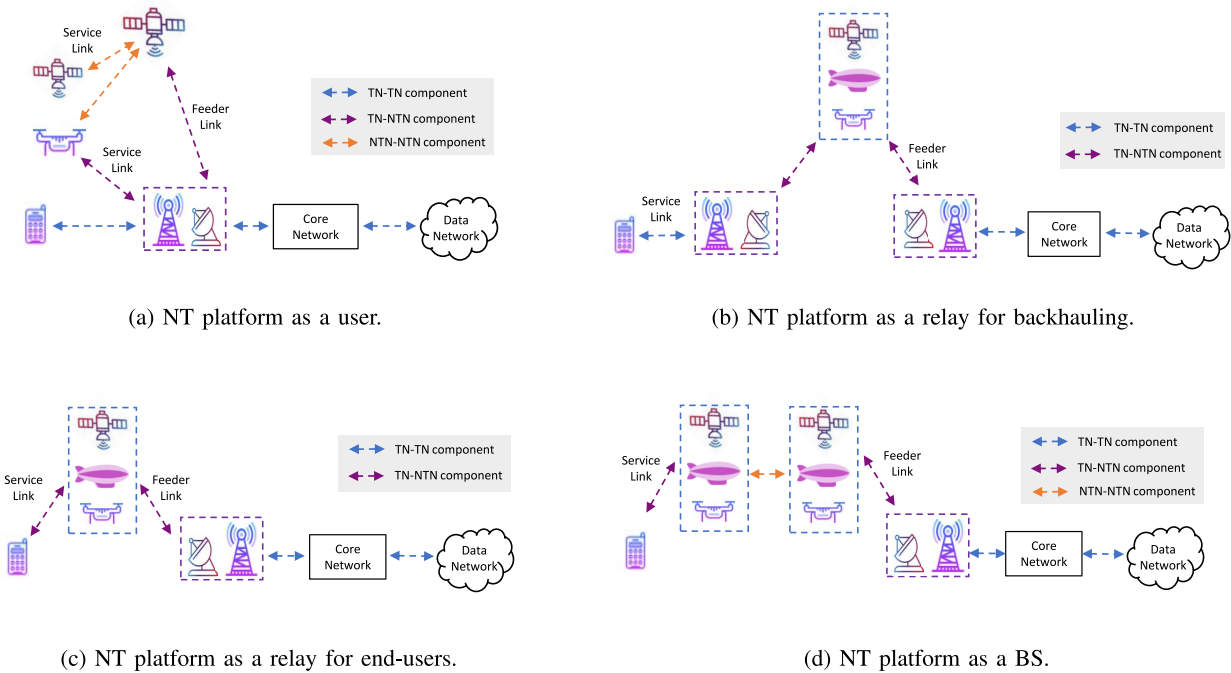 Service
Link
Feeder
Link
Service
Link
TN-TN component
TN-NTN component
NTN-NTN component
Core
Network
Data
Network
(a) NT platform as a user.
Feeder
Link
Service
Link
TN-TN component
TN-NTN component
Core
Network
Data
Network
(b) NT platform as a relay for backhauling.
Service
Link
Feeder
Link
TN-TN component
TN-NTN component
Core
Network
Data
Network
(c) NT platform as a relay for end-users.
Service
Link
Feeder
Link
TN-TN component
TN-NTN component
NTN-NTN component
Core
Network
Data
Network
(d) NT platform as a BS.